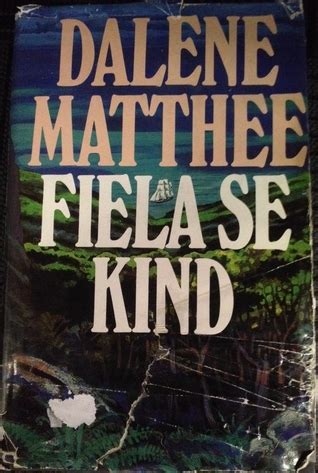 DALENE
MATTHEE
FIELA SE
KIND